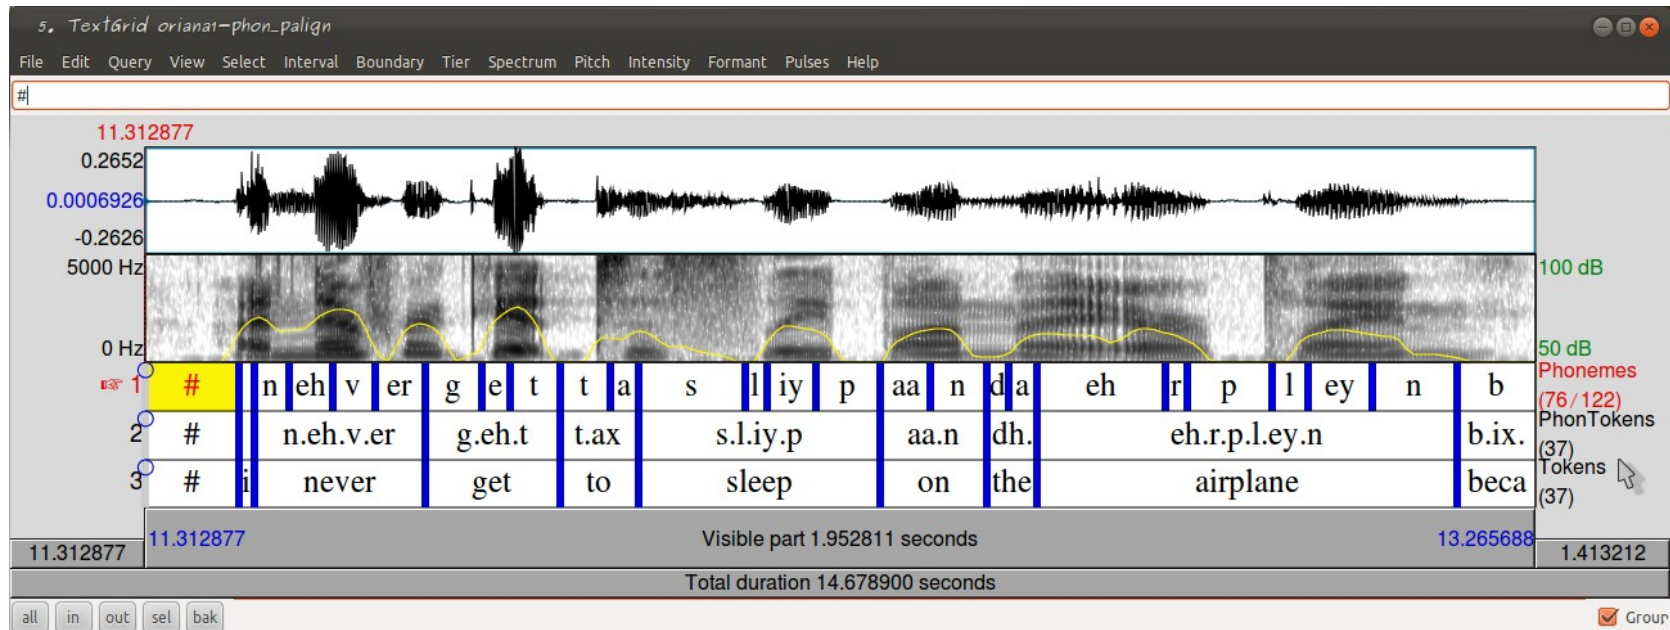 5. TextGrid oriana1-phon_palign
File Edit Query View Select Interval Boundary Tier Spectrum Pitch Intensity Formant Pulses Help
#
11.312877
0.2652
0.0006926
-0.2626
5000 Hz 100 dB
0 Hz 50 dB
1 # n eh v er g e t t a s l iy p aa n d a eh r p l ey n b Phonemes (76/122)
2 # n.eh.v.er g.eh.t t.ax s.l.iy.p aa.n dh. eh.r.p.l.ey.n b.ix. PhonTokens (37)
3 # i never get to sleep on the airplane beca Tokens (37)
11.312877 Visible part 1.952811 seconds 13.265688
11.312877 1.413212
Total duration 14.678900 seconds
all in out sel bak Group